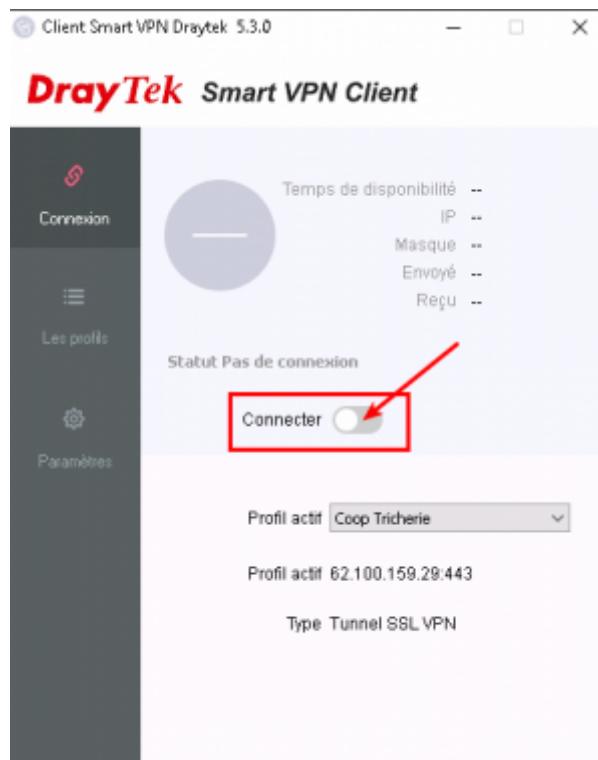 Client Smart VPN Draytek 5.3.0
DrayTek Smart VPN Client
Connexion
Les profils
Paramètres
Temps de disponibilité --
IP --
Masque --
Envoyé --
Reçu --
Statut Pas de connexion
Connecter
Profil actif Coop Tricherie
Profil actif 62.100.159.29:443
Type Tunnel SSL VPN